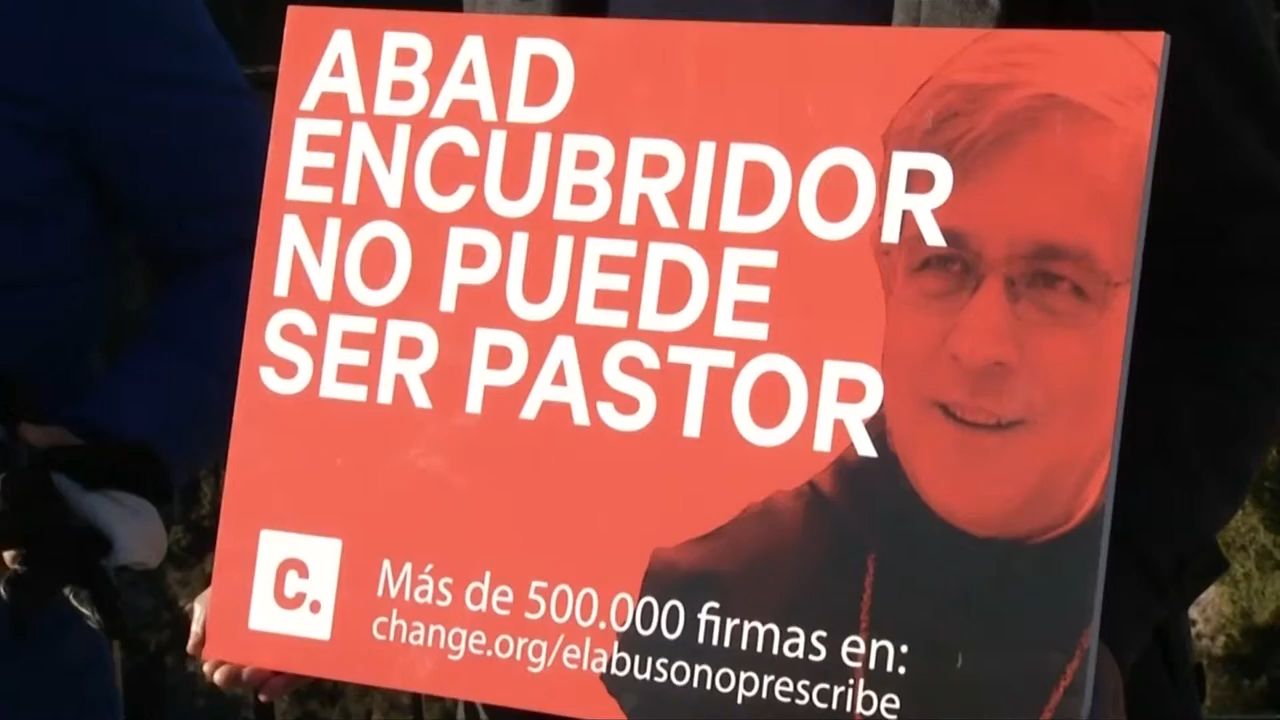 ABAD
ENCUBRIDOR
NO PUEDE
SER PASTOR
C.
Más de 500.000 firmas en:
change.org/elabusonoprescribe